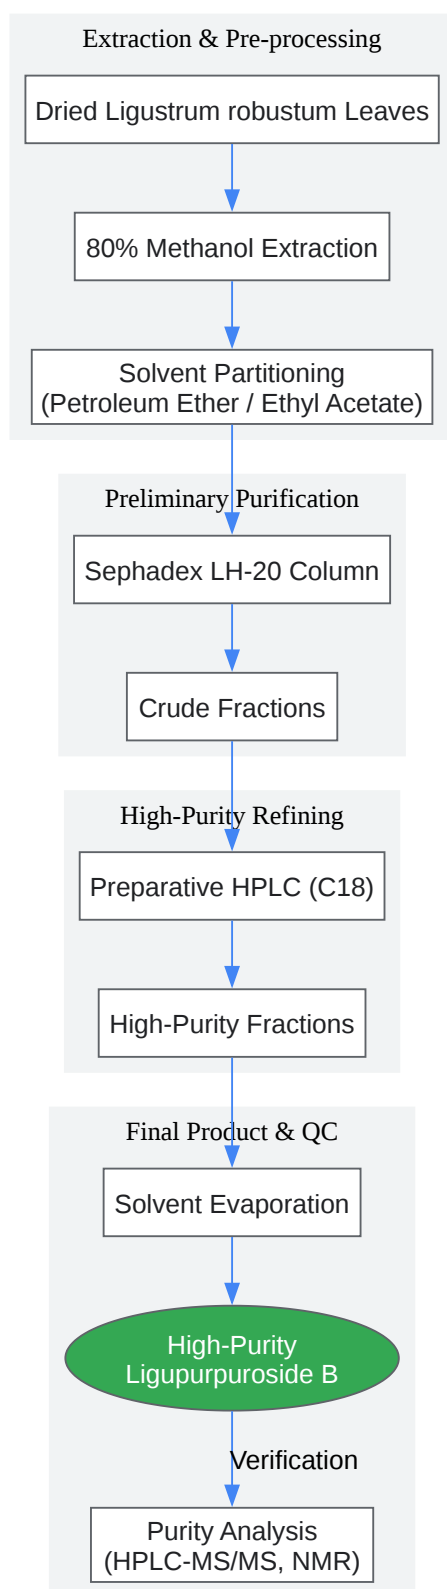 Extraction & Pre-processing
Dried Ligustrum robustum Leaves
80% Methanol Extraction
Solvent Partitioning
(Petroleum Ether / Ethyl Acetate)
Preliminary Purification
Sephadex LH-20 Column
Crude Fractions
High-Purity Refining
Preparative HPLC (C18)
High-Purity Fractions
Final Product & QC
Solvent Evaporation
High-Purity
Ligupurpuroside B
Verification
Purity Analysis
(HPLC-MS/MS, NMR)